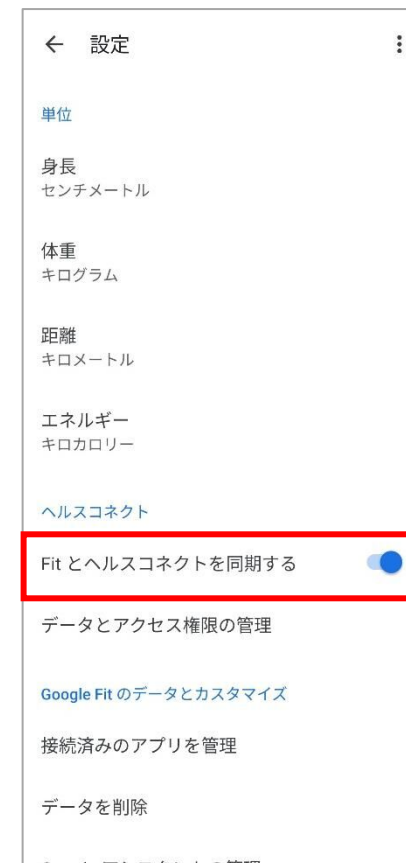 設定
単位
身長
センチメートル
体重
キログラム
距離
キロメートル
エネルギー
キロカロリー
ヘルスコネクト
Fit とヘルスコネクトを同期する
データとアクセス権限の管理
Google Fit のデータとカスタマイズ
接続済みのアプリを管理
データを削除